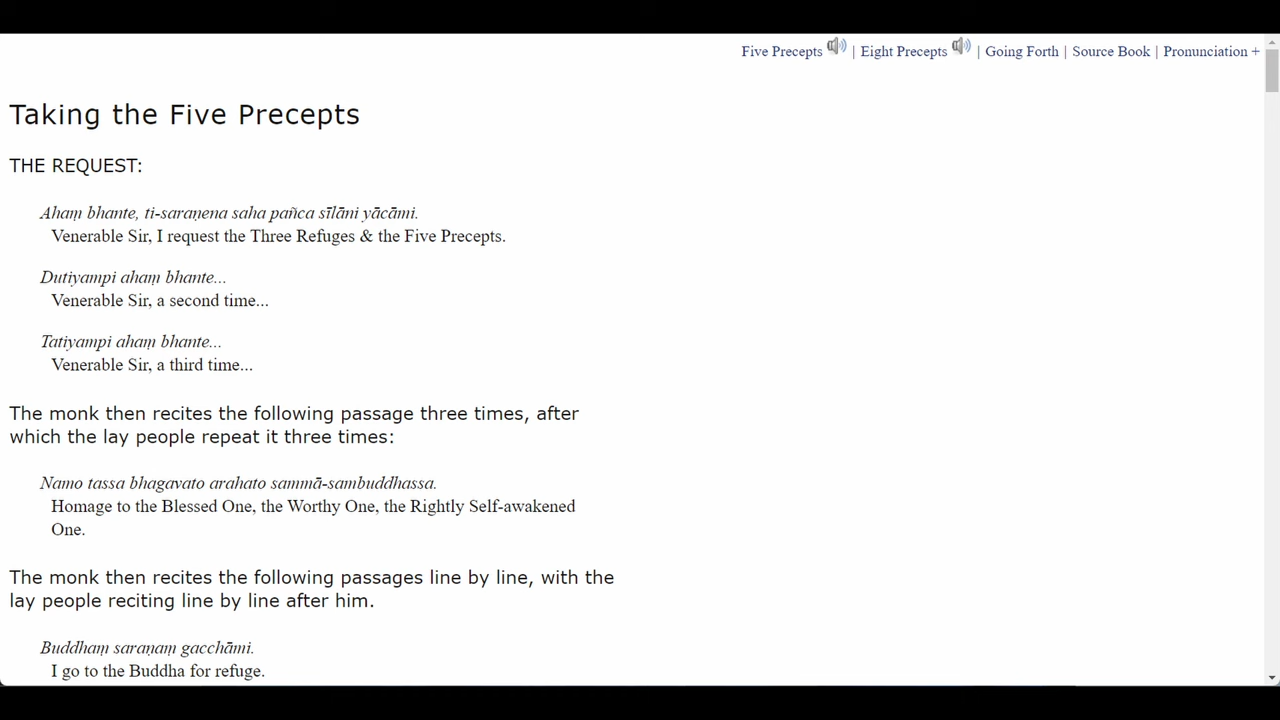 Five Precepts | Eight Precepts | Going Forth | Source Book | Pronunciation +
Taking the Five Precepts
THE REQUEST:
Ahaṃ bhante, ti-saraṇena saha pañca sīlāni yācāmi.
Venerable Sir, I request the Three Refuges & the Five Precepts.
Dutiyampi ahaṃ bhante...
Venerable Sir, a second time...
Tatiyampi ahaṃ bhante...
Venerable Sir, a third time...
The monk then recites the following passage three times, after
which the lay people repeat it three times:
Namo tassa bhagavato arahato sammā-sambuddhassa.
Homage to the Blessed One, the Worthy One, the Rightly Self-awakened
One.
The monk then recites the following passages line by line, with the
lay people reciting line by line after him.
Buddhaṃ saraṇaṃ gacchāmi.
I go to the Buddha for refuge.